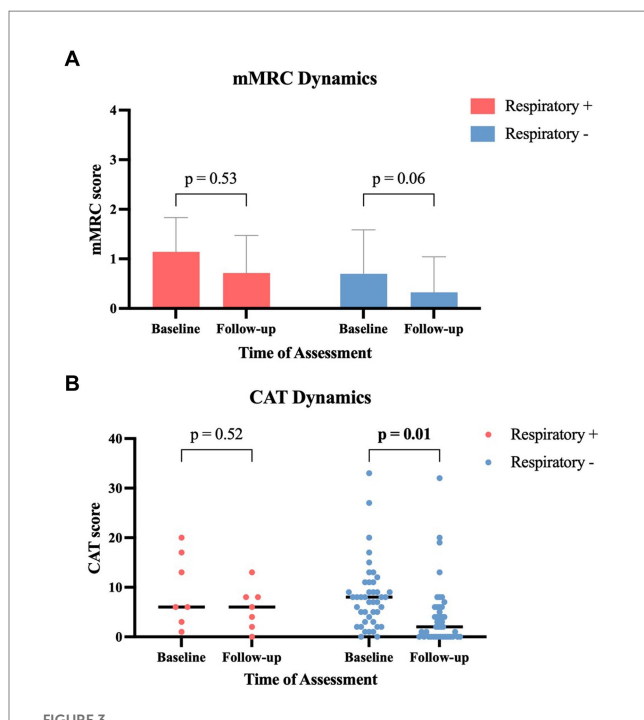 A
mMRC Dynamics
Respiratory +
Respiratory -
4
3
2
1
0
mMRC score
p = 0.53
p = 0.06
Baseline
Follow-up
Baseline
Follow-up
Time of Assessment
B
CAT Dynamics
Respiratory +
Respiratory -
40
30
20
10
0
CAT score
p = 0.52
p = 0.01
Baseline
Follow-up
Baseline
Follow-up
Time of Assessment
FIGURE 3